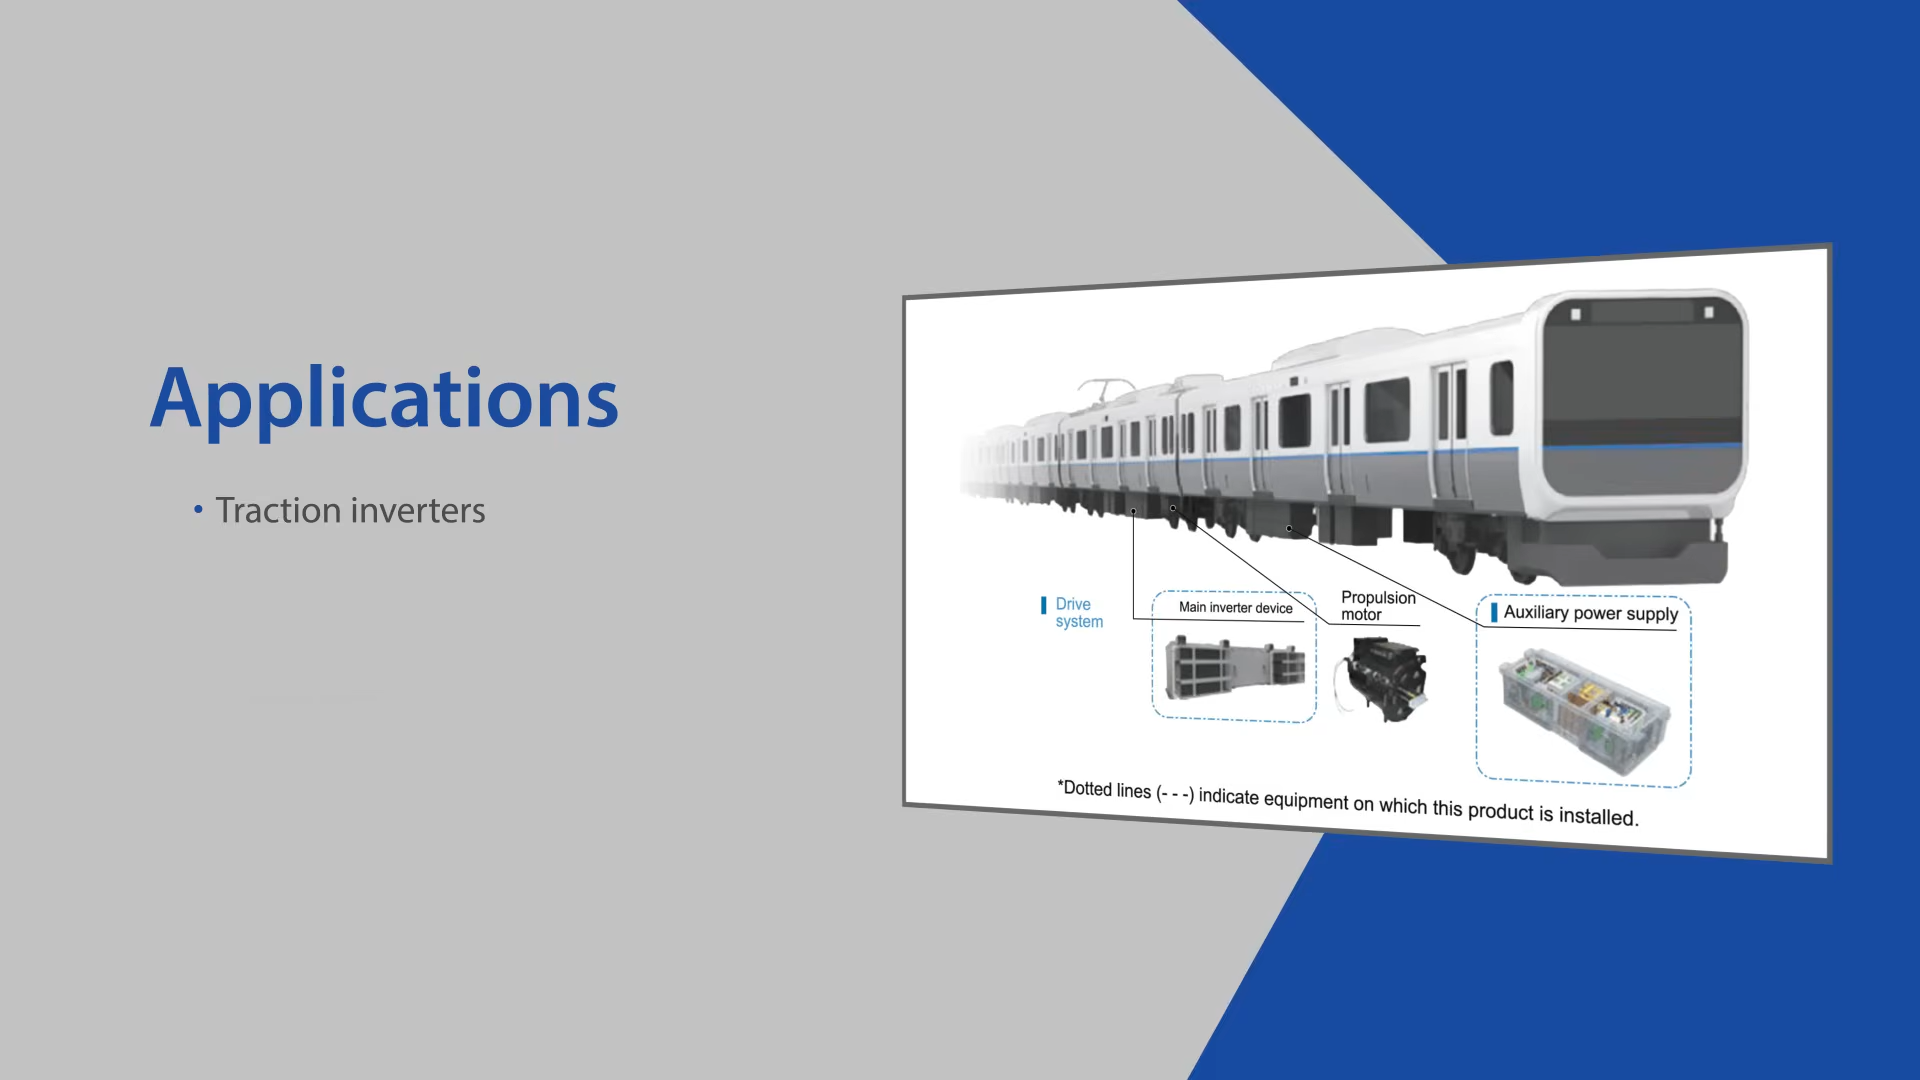 Applications
• Traction inverters
Drive
system
Main inverter device
Propulsion
motor
Auxiliary power supply
*Dotted lines (- - -) indicate equipment on which this product is installed.